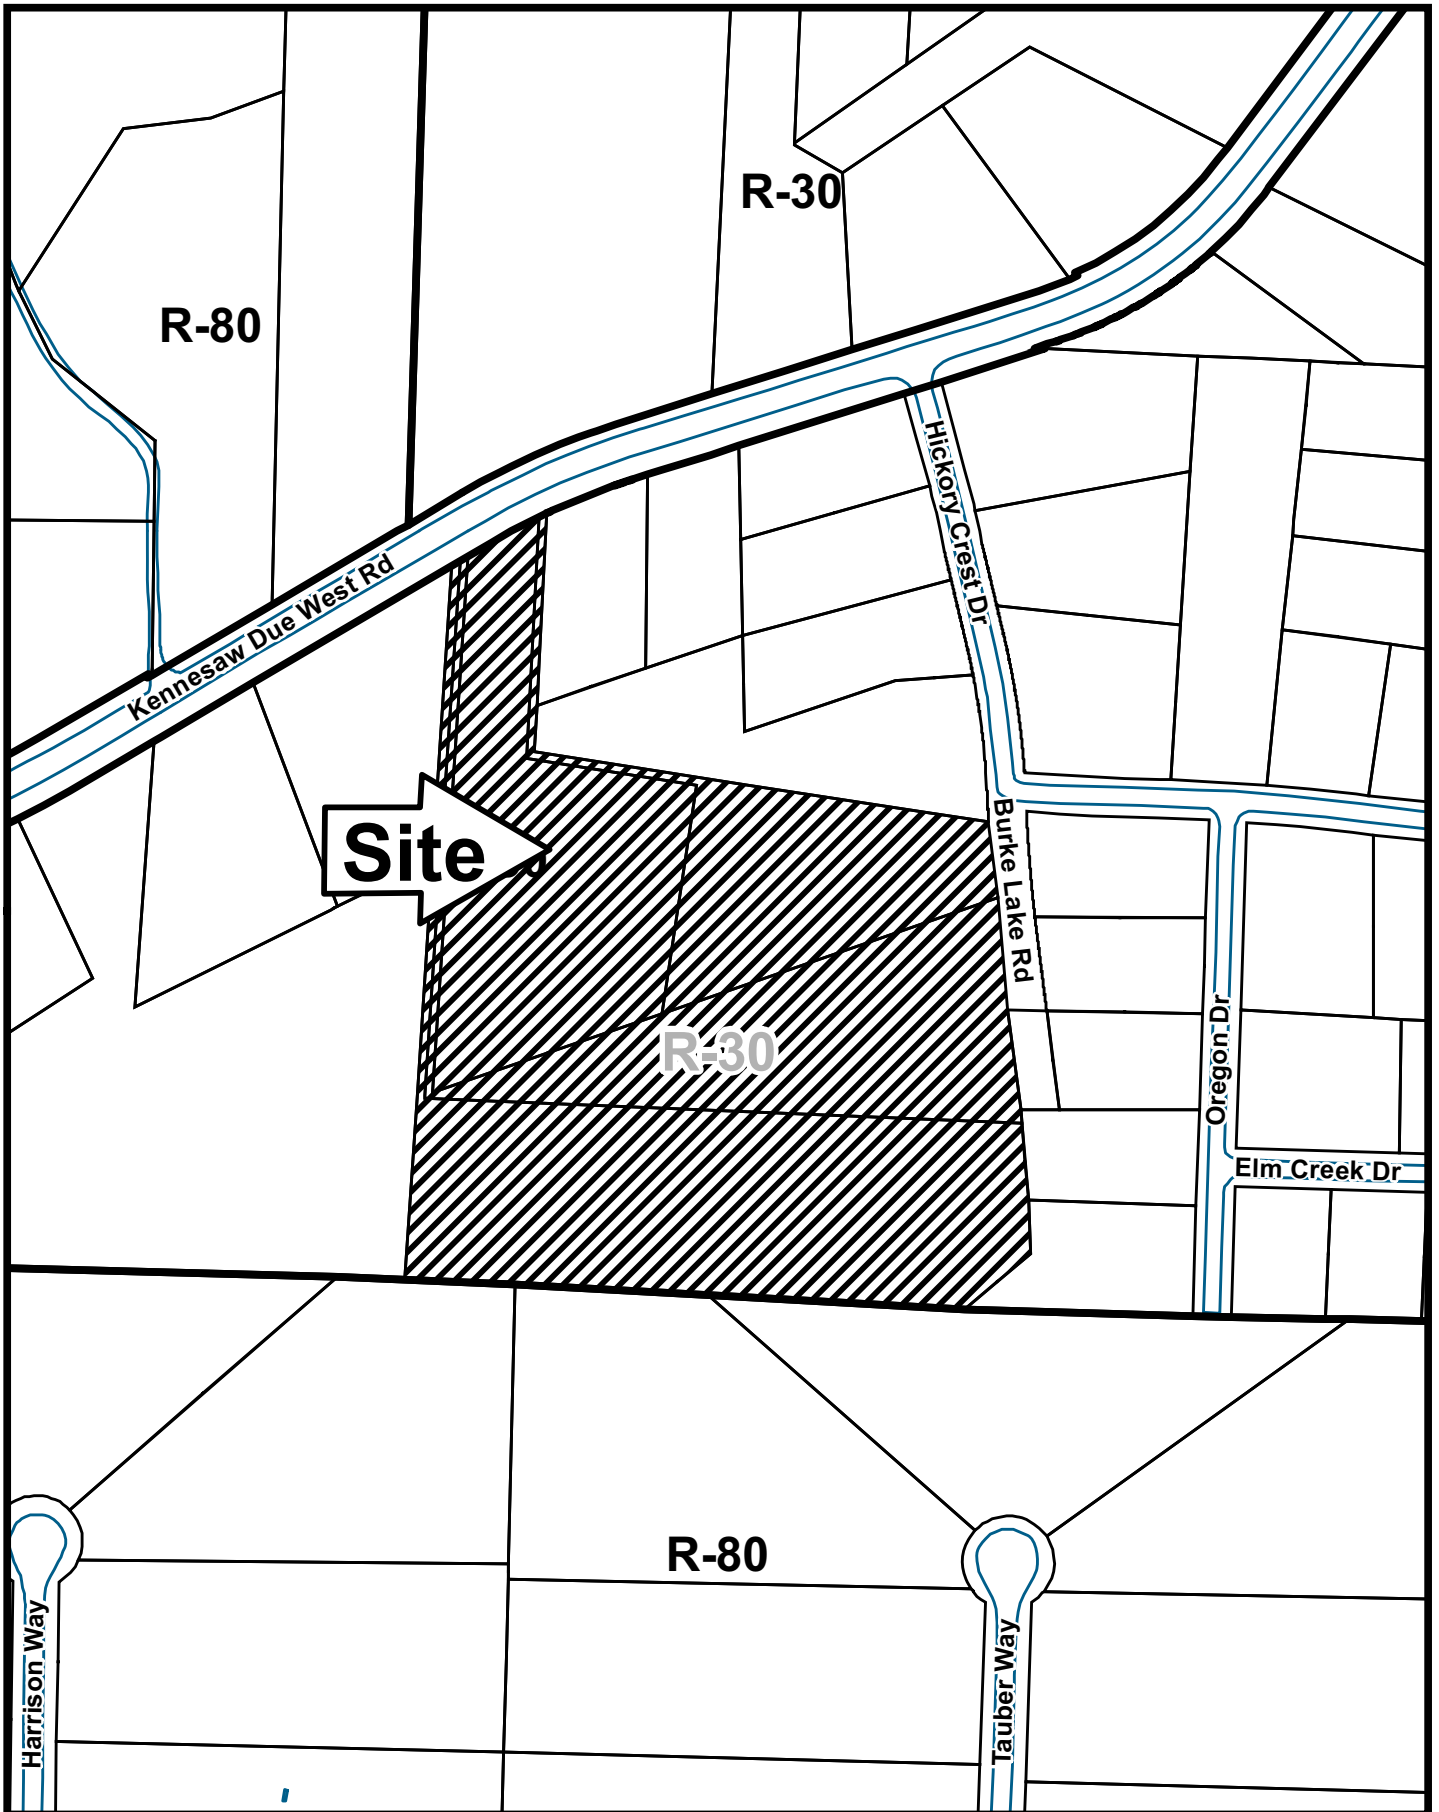 R-30
R-80
Hickory Crest Dr
Kennesaw Due West Rd
Site
Burke Lake Rd
R-30
Oregon Dr
Elm Creek Dr
R-80
Harrison Way
Tauber Way